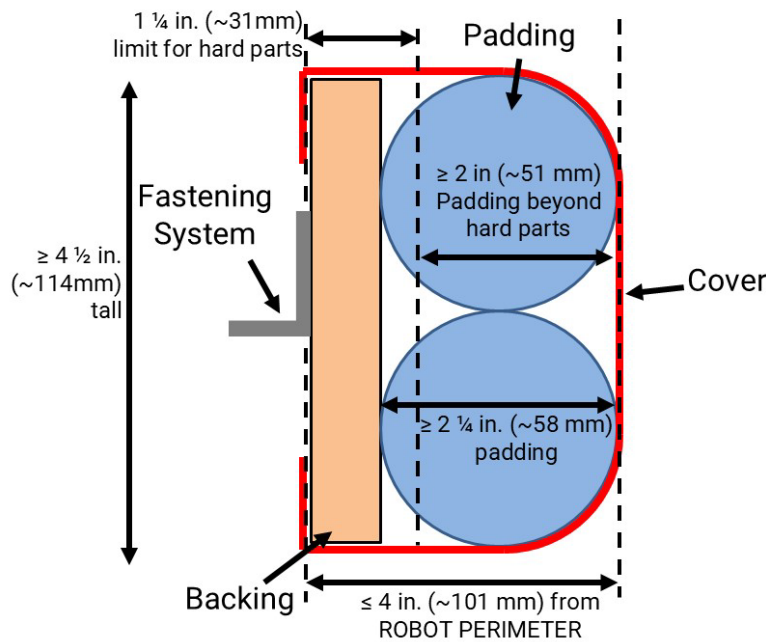 1 ¼ in. (~31mm)
limit for hard parts
Padding
≥ 2 in (~51 mm)
Padding beyond
hard parts
Fastening
System
≥ 4 ½ in.
(~114mm)
tall
Cover
≥ 2 ¼ in. (~58 mm)
padding
Backing
≤ 4 in. (~101 mm) from
ROBOT PERIMETER